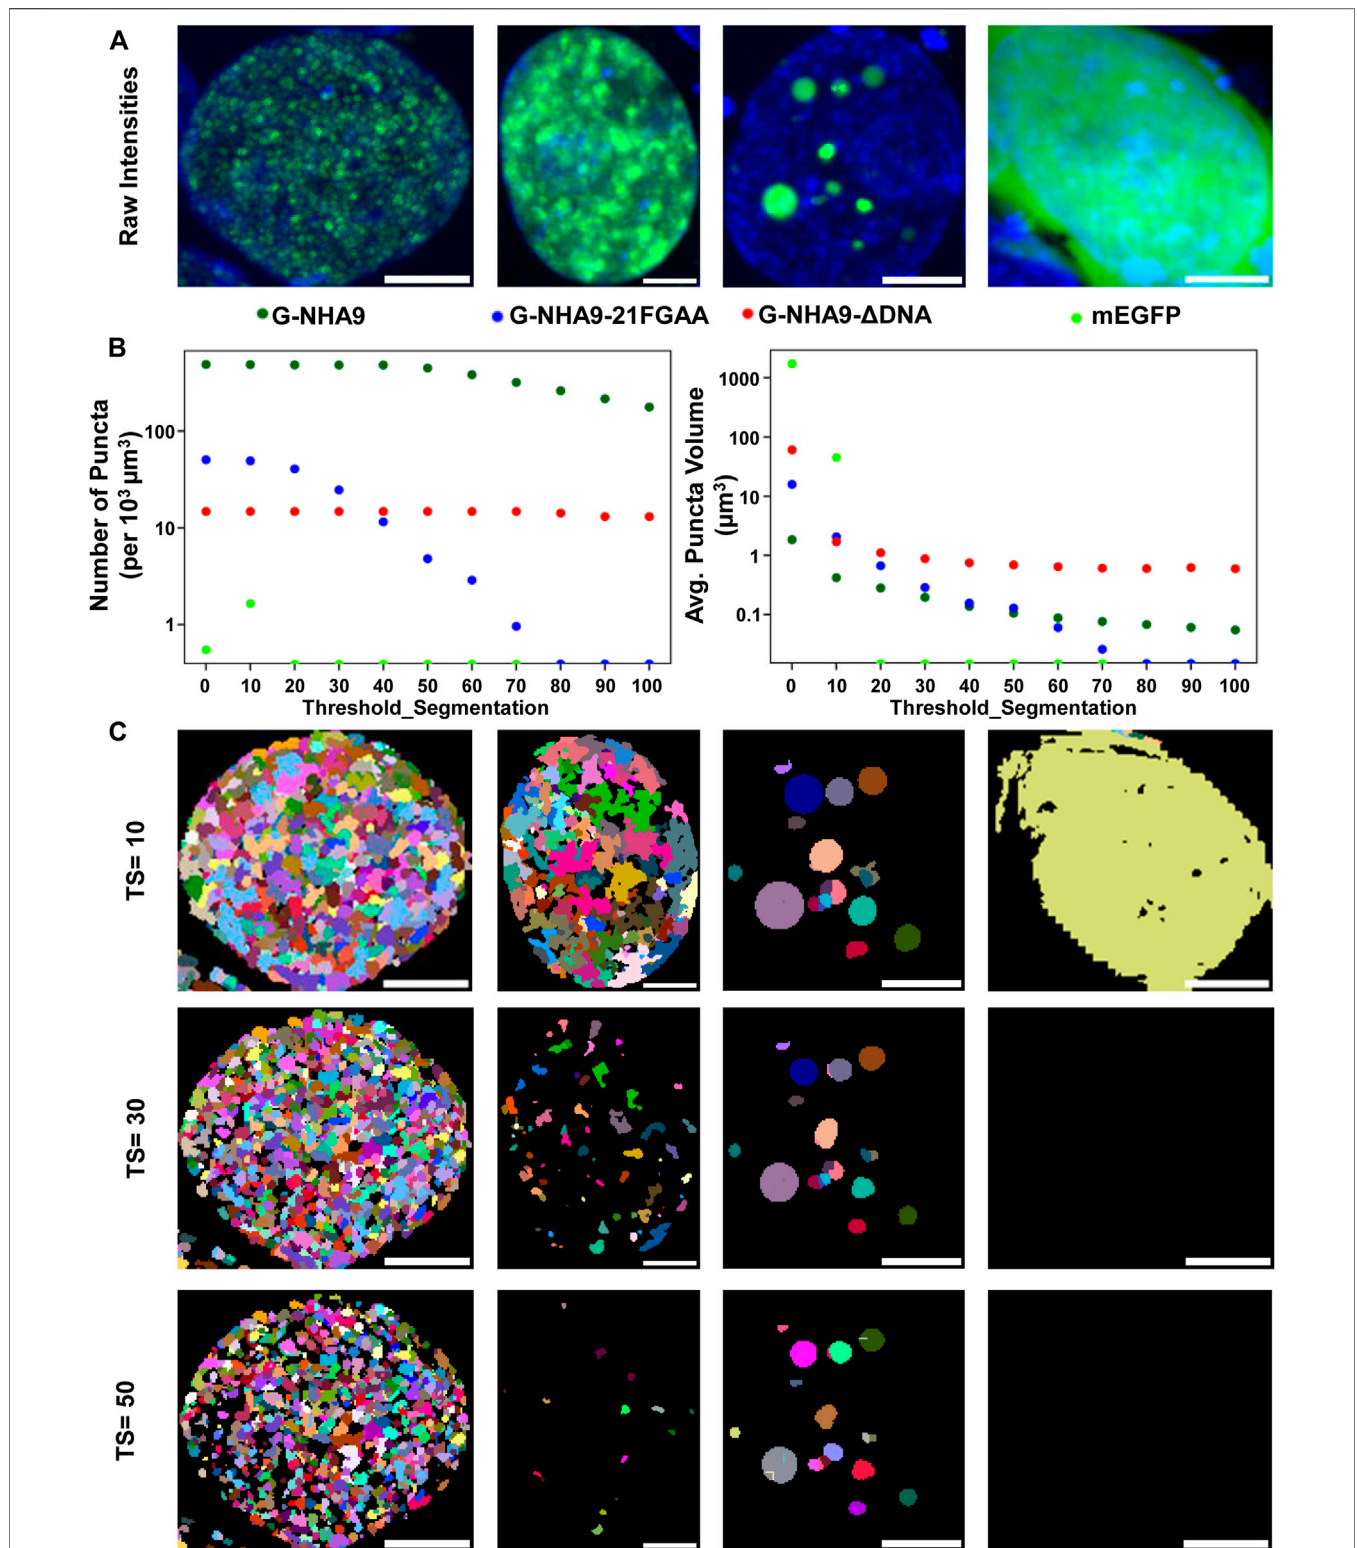 A
Raw Intensities
G-NHA9
G-NHA9-21FGAA
G-NHA9-ΔDNA
mEGFP
B
Number of Puncta
(per 10³ µm³)
100
10
1
0 10 20 30 40 50 60 70 80 90 100
Threshold_Segmentation
Avg. Puncta Volume
(µm³)
1000
100
10
1
0.1
0 10 20 30 40 50 60 70 80 90 100
Threshold_Segmentation
C
TS= 10
TS= 30
TS= 50